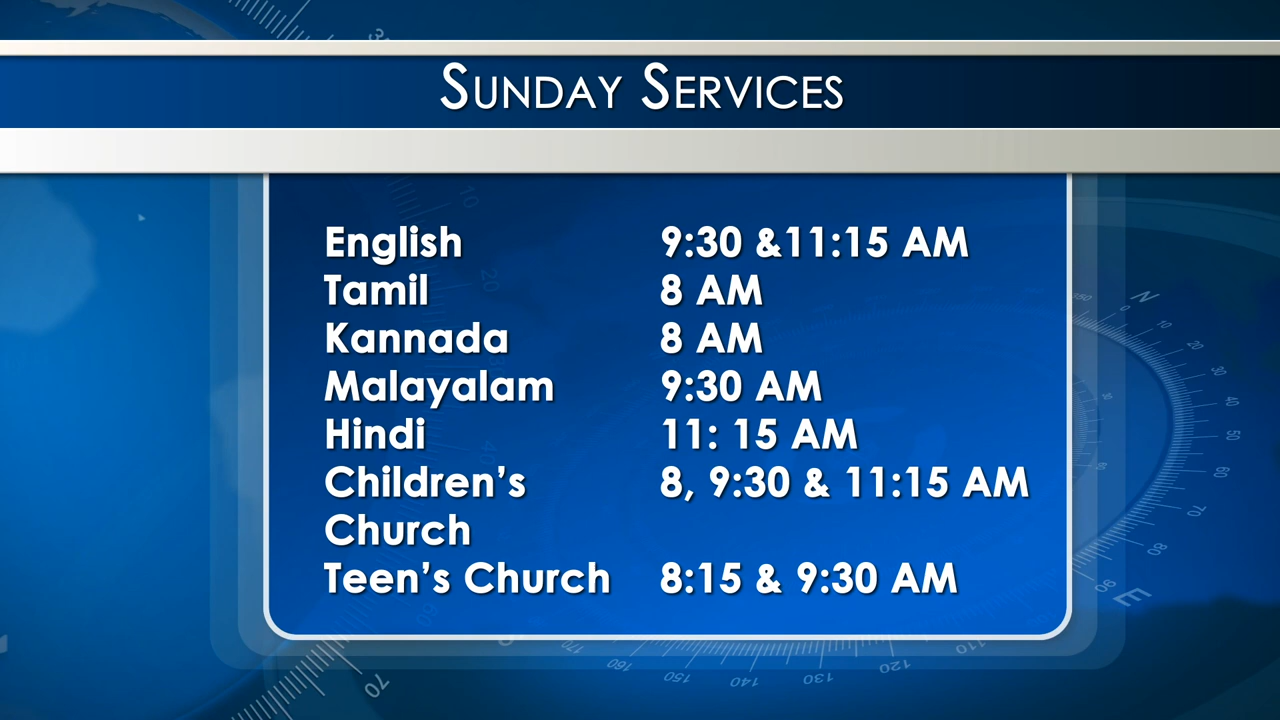 SUNDAY SERVICES
English 9:30 &11:15 AM
Tamil 8 AM
Kannada 8 AM
Malayalam 9:30 AM
Hindi 11: 15 AM
Children's 8, 9:30 & 11:15 AM
Church
Teen's Church 8:15 & 9:30 AM